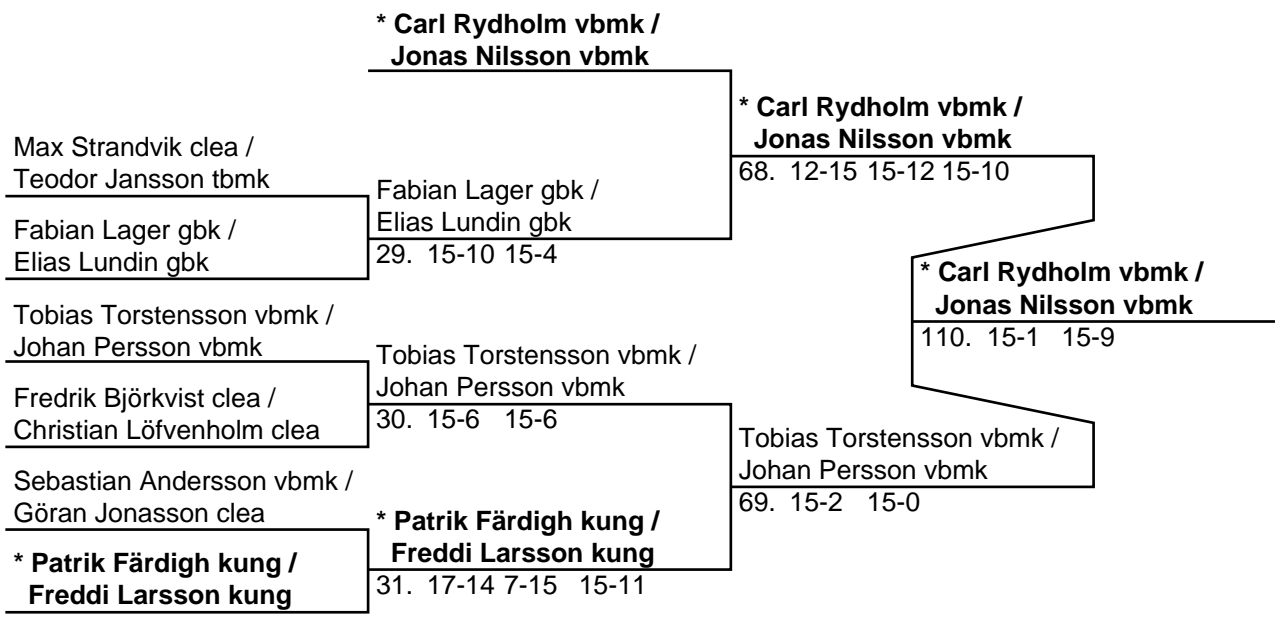 * Carl Rydholm vbmk /
Jonas Nilsson vbmk
* Carl Rydholm vbmk /
Jonas Nilsson vbmk
68. 12-15 15-12 15-10
Max Strandvik clea /
Teodor Jansson tbmk
Fabian Lager gbk /
Elias Lundin gbk
29. 15-10 15-4
Fabian Lager gbk /
Elias Lundin gbk
* Carl Rydholm vbmk /
Jonas Nilsson vbmk
110. 15-1 15-9
Tobias Torstensson vbmk /
Johan Persson vbmk
Tobias Torstensson vbmk /
Johan Persson vbmk
30. 15-6 15-6
Fredrik Björkvist clea /
Christian Löfvenholm clea
Tobias Torstensson vbmk /
Johan Persson vbmk
69. 15-2 15-0
Sebastian Andersson vbmk /
Göran Jonasson clea
* Patrik Färdigh kung /
Freddi Larsson kung
31. 17-14 7-15 15-11
* Patrik Färdigh kung /
Freddi Larsson kung